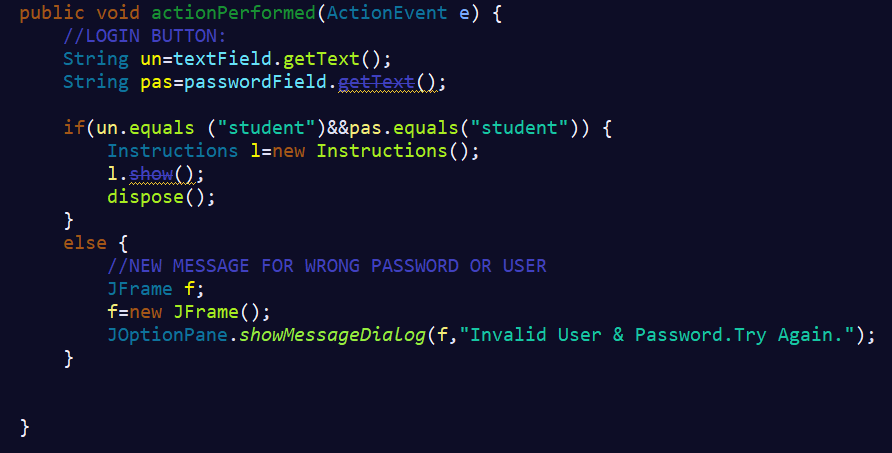 public void actionPerformed(ActionEvent e) {
//LOGIN BUTTON:
String un=textField.getText();
String pas=passwordField.getText();
if(un.equals ("student")&&pas.equals("student")) {
Instructions l=new Instructions();
l.show();
dispose();
}
else {
//NEW MESSAGE FOR WRONG PASSWORD OR USER
JFrame f;
f=new JFrame();
JOptionPane.showMessageDialog(f,"Invalid User & Password.Try Again.");
}
}